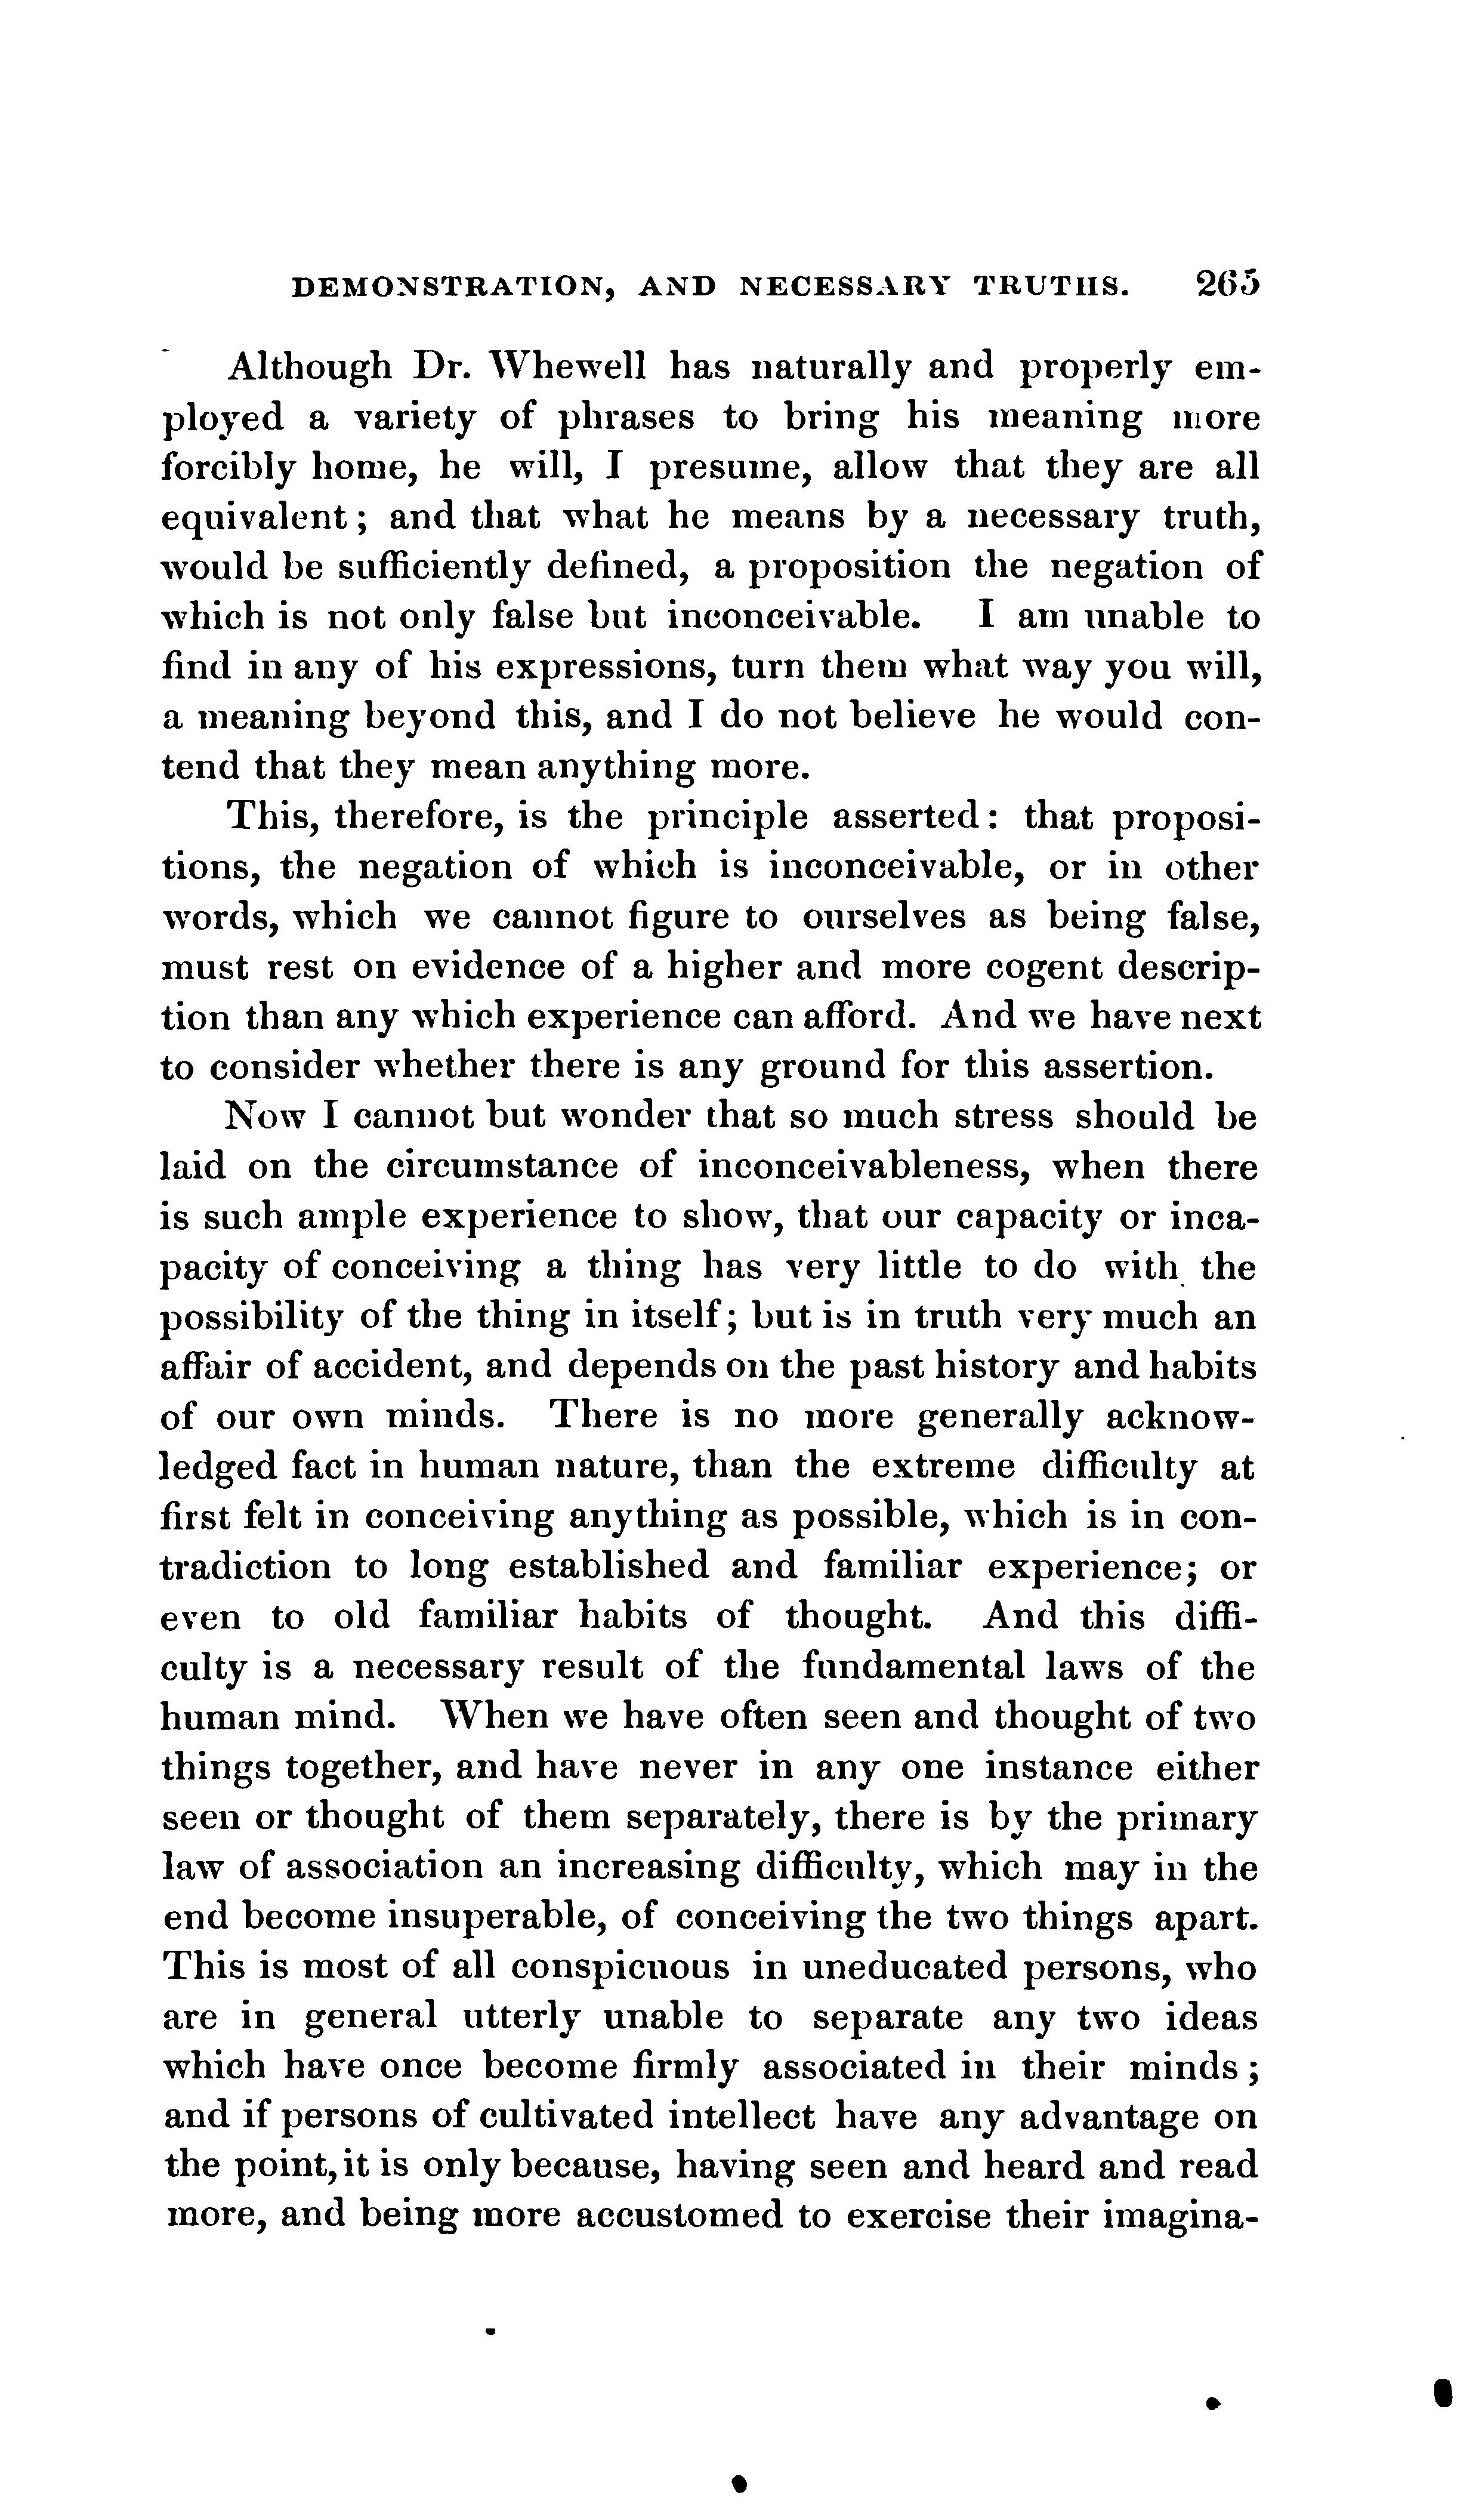 DEMONSTRATION, AND NECESSARY TRUTHS. 265
Although Dr. Whewell has naturally and properly em-
ployed a variety of phrases to bring his meaning more
forcibly home, he will, I presume, allow that they are all
equivalent; and that what he means by a necessary truth,
would be sufficiently defined, a proposition the negation of
which is not only false but inconceivable. I am unable to
find in any of his expressions, turn them what way you will,
a meaning beyond this, and I do not believe he would con-
tend that they mean anything more.
This, therefore, is the principle asserted: that proposi-
tions, the negation of which is inconceivable, or in other
words, which we cannot figure to ourselves as being false,
must rest on evidence of a higher and more cogent descrip-
tion than any which experience can afford. And we have next
to consider whether there is any ground for this assertion.
Now I cannot but wonder that so much stress should be
laid on the circumstance of inconceivableness, when there
is such ample experience to show, that our capacity or inca-
pacity of conceiving a thing has very little to do with the
possibility of the thing in itself; but is in truth very much an
affair of accident, and depends on the past history and habits
of our own minds. There is no more generally acknow-
ledged fact in human nature, than the extreme difficulty at
first felt in conceiving anything as possible, which is in con-
tradiction to long established and familiar experience; or
even to old familiar habits of thought. And this diffi-
culty is a necessary result of the fundamental laws of the
human mind. When we have often seen and thought of two
things together, and have never in any one instance either
seen or thought of them separately, there is by the primary
law of association an increasing difficulty, which may in the
end become insuperable, of conceiving the two things apart.
This is most of all conspicuous in uneducated persons, who
are in general utterly unable to separate any two ideas
which have once become firmly associated in their minds;
and if persons of cultivated intellect have any advantage on
the point, it is only because, having seen and heard and read
more, and being more accustomed to exercise their imagina-